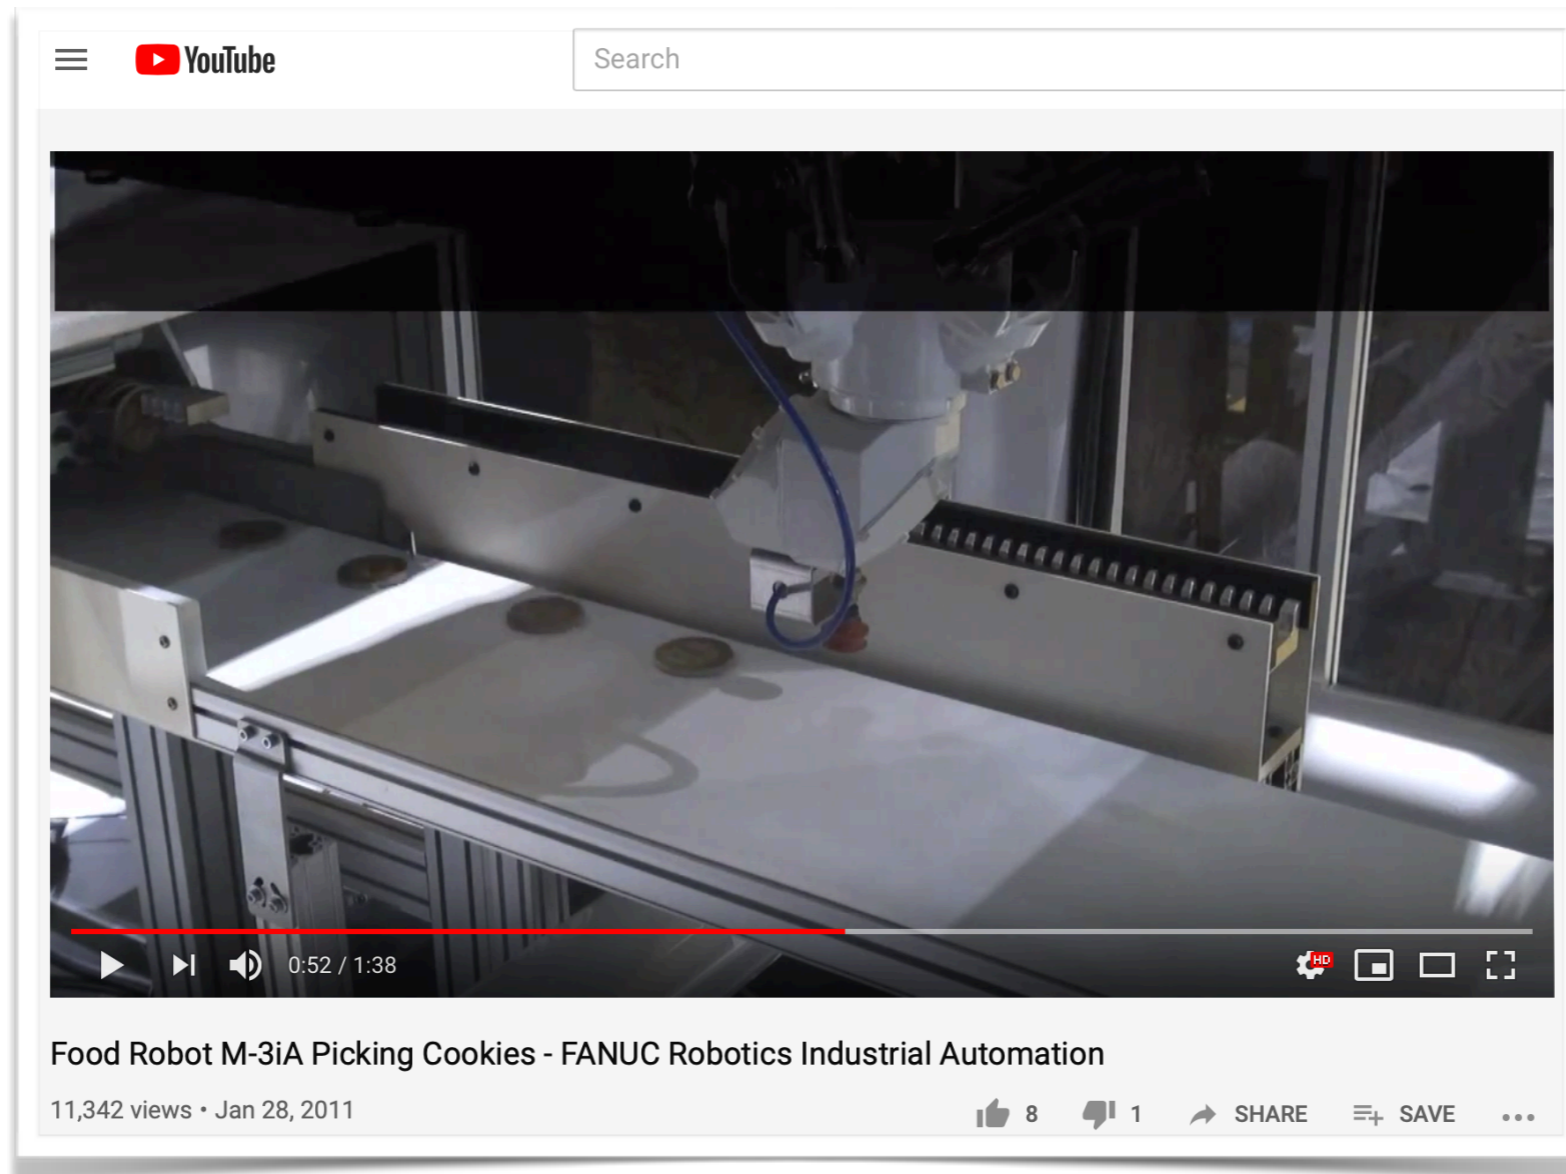 YouTube
Search
0:52 / 1:38
HD
Food Robot M-3iA Picking Cookies - FANUC Robotics Industrial Automation
11,342 views • Jan 28, 2011
8
1
SHARE
SAVE